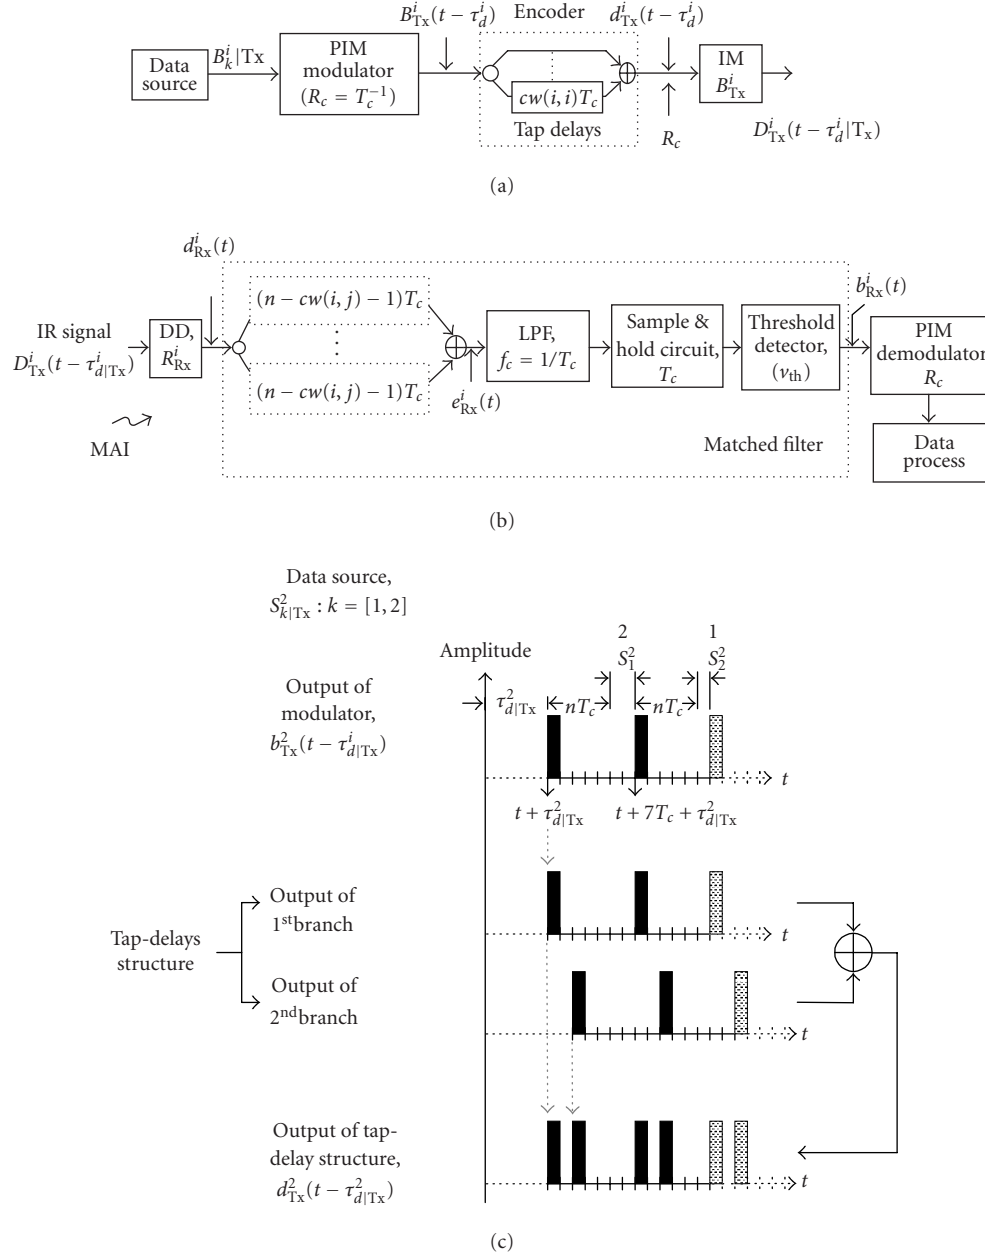 B^i_Tx(t − τ^i_d)
Encoder
d^i_Tx(t − τ^i_d)
Data source
B^i_k|Tx
PIM modulator (R_c = T_c^−1)
cw(i, i)T_c
Tap delays
R_c
IM B^i_Tx
D^i_Tx(t − τ^i_d|Tx)
(a)
d^i_Rx(t)
IR signal
D^i_Tx(t − τ^i_d|Tx)
MAI
DD, R^i_Rx
(n − cw(i, j) − 1)T_c
(n − cw(i, j) − 1)T_c
e^i_Rx(t)
LPF, f_c = 1/T_c
Sample & hold circuit, T_c
Threshold detector, (ν_th)
b^i_Rx(t)
PIM demodulator R_c
Data process
Matched filter
(b)
Data source,
S^2_k|Tx : k = [1, 2]
Amplitude
2
S^2_1
1
S^2_2
Output of
modulator,
b^2_Tx(t − τ^i_d|Tx)
τ^2_d|Tx
nT_c
nT_c
t
t + τ^2_d|Tx
t + 7T_c + τ^2_d|Tx
Tap-delays
structure
Output of
1st branch
t
Output of
2nd branch
t
Output of tap-
delay structure,
d^2_Tx(t − τ^2_d|Tx)
t
(c)